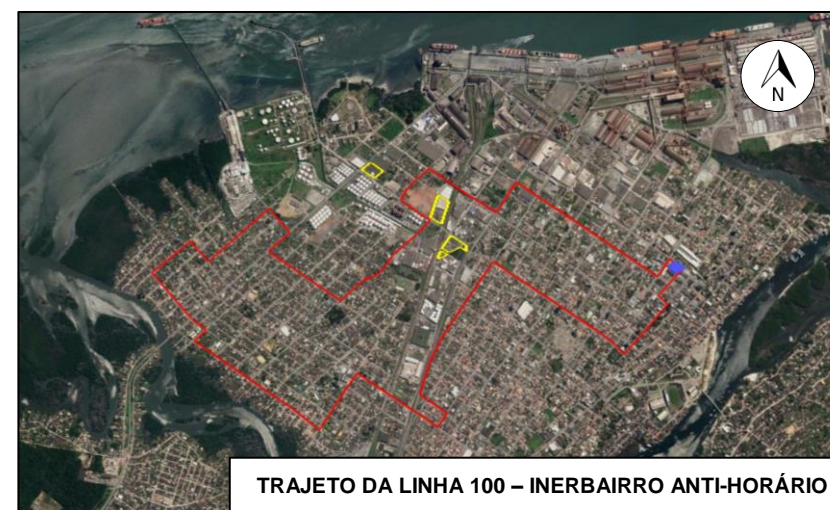 N
TRAJETO DA LINHA 100 – INERBAIRRO ANTI-HORÁRIO